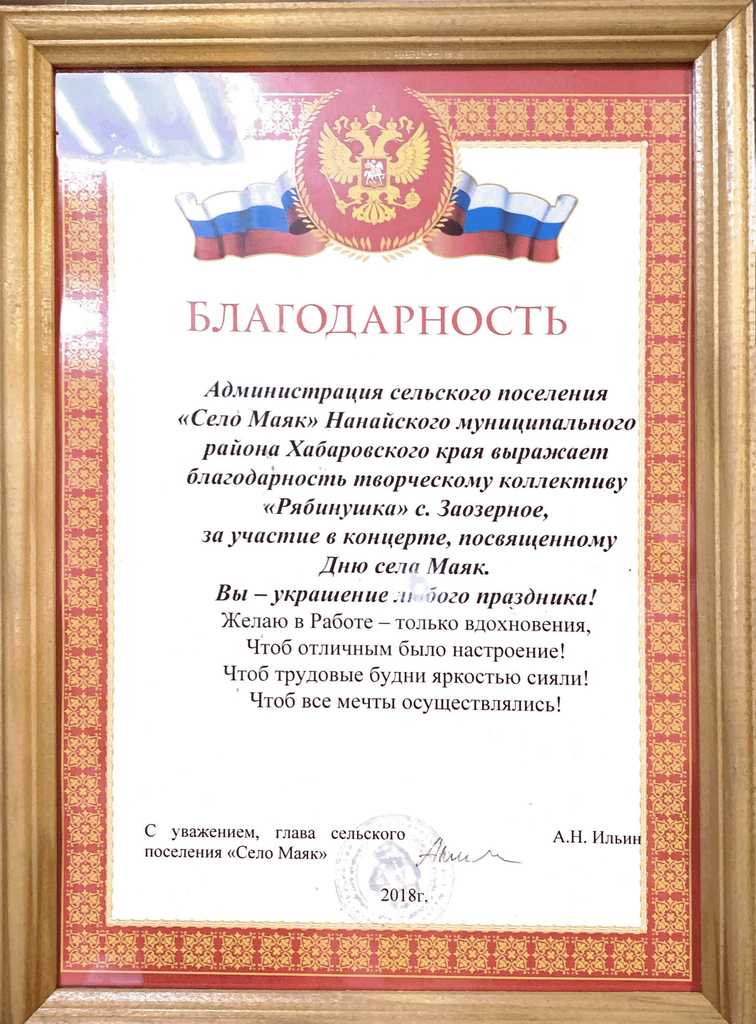 БЛАГОДАРНОСТЬ
Администрация сельского поселения
«Село Маяк» Нанайского муниципального
района Хабаровского края выражает
благодарность творческому коллективу
«Рябинушка» с. Заозерное,
за участие в концерте, посвященному
Дню села Маяк.
Вы – украшение любого праздника!
Желаю в Работе – только вдохновения,
Чтоб отличным было настроение!
Чтоб трудовые будни яркостью сияли!
Чтоб все мечты осуществлялись!
С уважением, глава сельского
поселения «Село Маяк»
А.Н. Ильин
2018г.